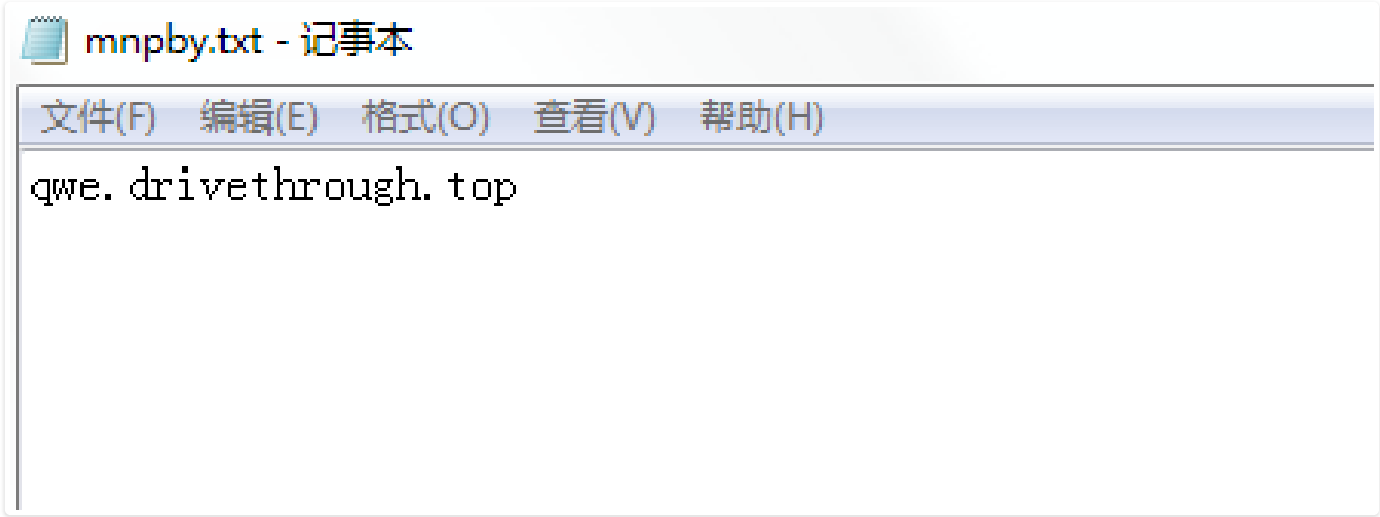 mnpby.txt - 记事本
文件(F) 编辑(E) 格式(O) 查看(V) 帮助(H)
qwe.drivethrough.top